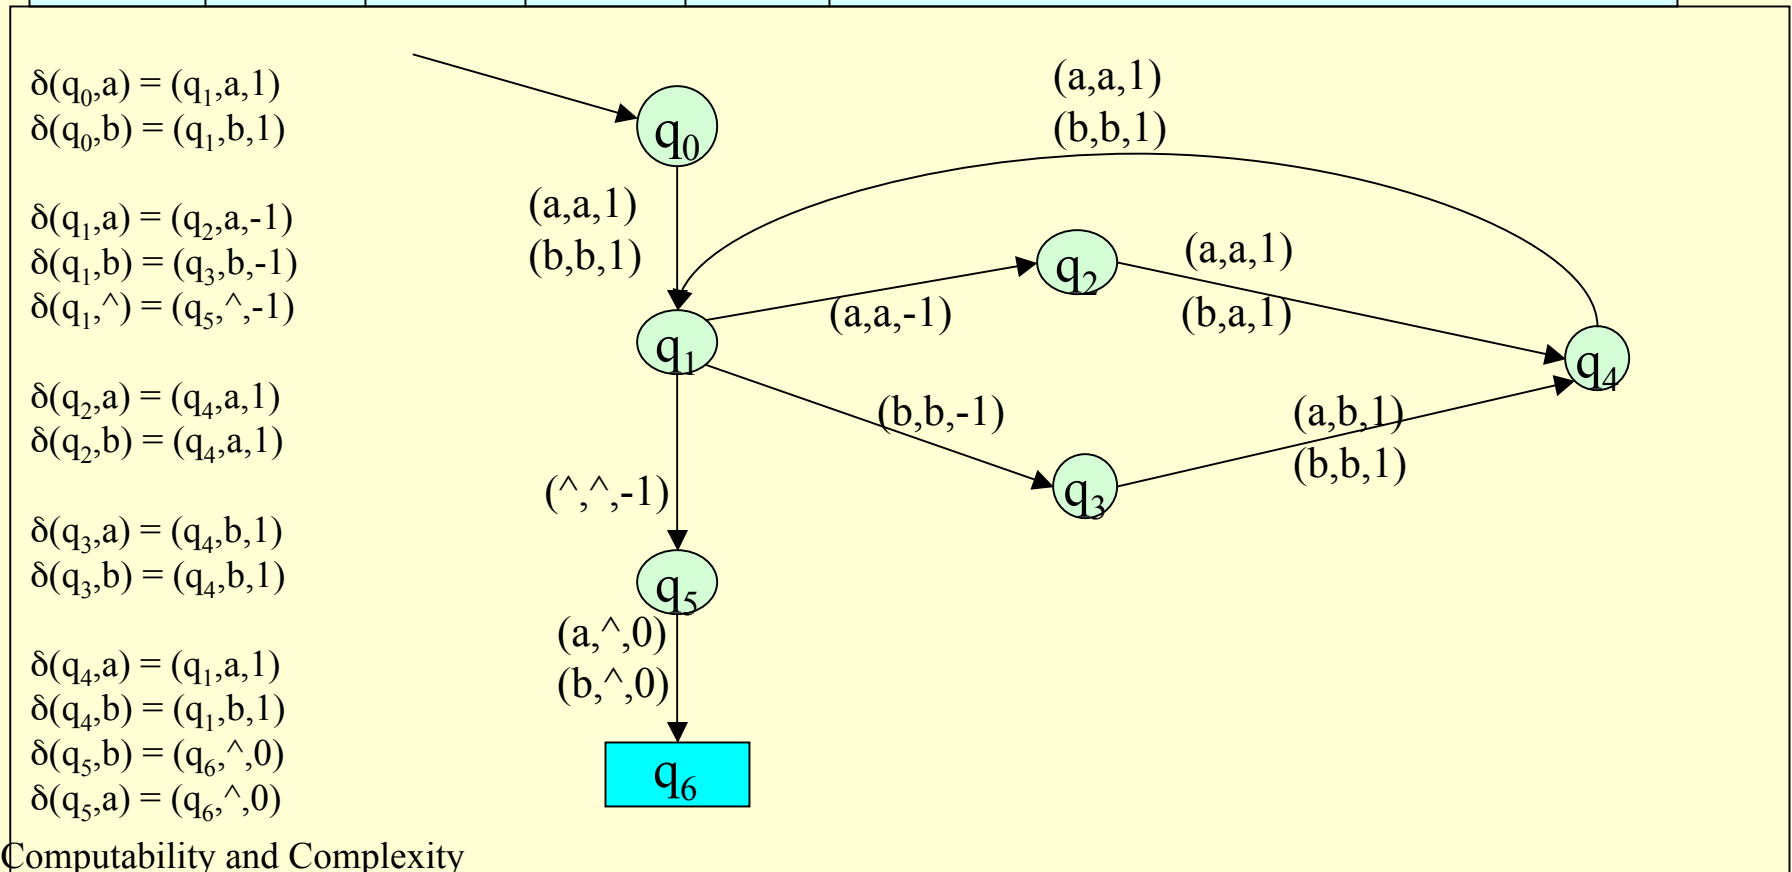 δ(q₀,a) = (q₁,a,1)
δ(q₀,b) = (q₁,b,1)
δ(q₁,a) = (q₂,a,-1)
δ(q₁,b) = (q₃,b,-1)
δ(q₁,^) = (q₅,^,-1)
δ(q₂,a) = (q₄,a,1)
δ(q₂,b) = (q₄,a,1)
δ(q₃,a) = (q₄,b,1)
δ(q₃,b) = (q₄,b,1)
δ(q₄,a) = (q₁,a,1)
δ(q₄,b) = (q₁,b,1)
δ(q₅,b) = (q₆,^,0)
δ(q₅,a) = (q₆,^,0)
q₀
(a,a,1)
(b,b,1)
(a,a,1)
(b,b,1)
q₁
(a,a,-1)
q₂
(a,a,1)
(b,a,1)
q₄
(b,b,-1)
q₃
(a,b,1)
(b,b,1)
(^,^,-1)
q₅
(a,^,0)
(b,^,0)
q₆
Computability and Complexity